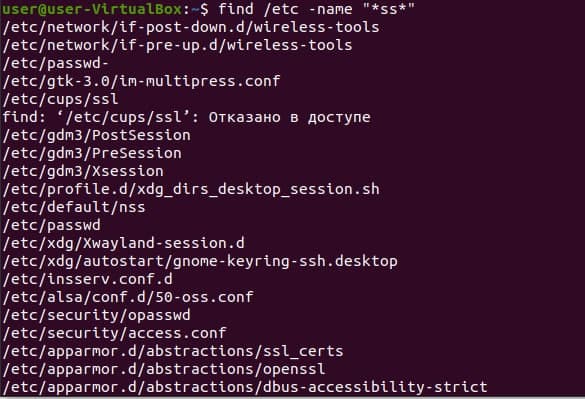 user@user-VirtualBox:~$ find /etc -name "*ss*"
/etc/network/if-post-down.d/wireless-tools
/etc/network/if-pre-up.d/wireless-tools
/etc/passwd-
/etc/gtk-3.0/im-multipress.conf
/etc/cups/ssl
find: ‘/etc/cups/ssl’: Отказано в доступе
/etc/gdm3/PostSession
/etc/gdm3/PreSession
/etc/gdm3/Xsession
/etc/profile.d/xdg_dirs_desktop_session.sh
/etc/default/nss
/etc/passwd
/etc/xdg/Xwayland-session.d
/etc/xdg/autostart/gnome-keyring-ssh.desktop
/etc/insserv.conf.d
/etc/alsa/conf.d/50-oss.conf
/etc/security/opasswd
/etc/security/access.conf
/etc/apparmor.d/abstractions/ssl_certs
/etc/apparmor.d/abstractions/openssl
/etc/apparmor.d/abstractions/dbus-accessibility-strict